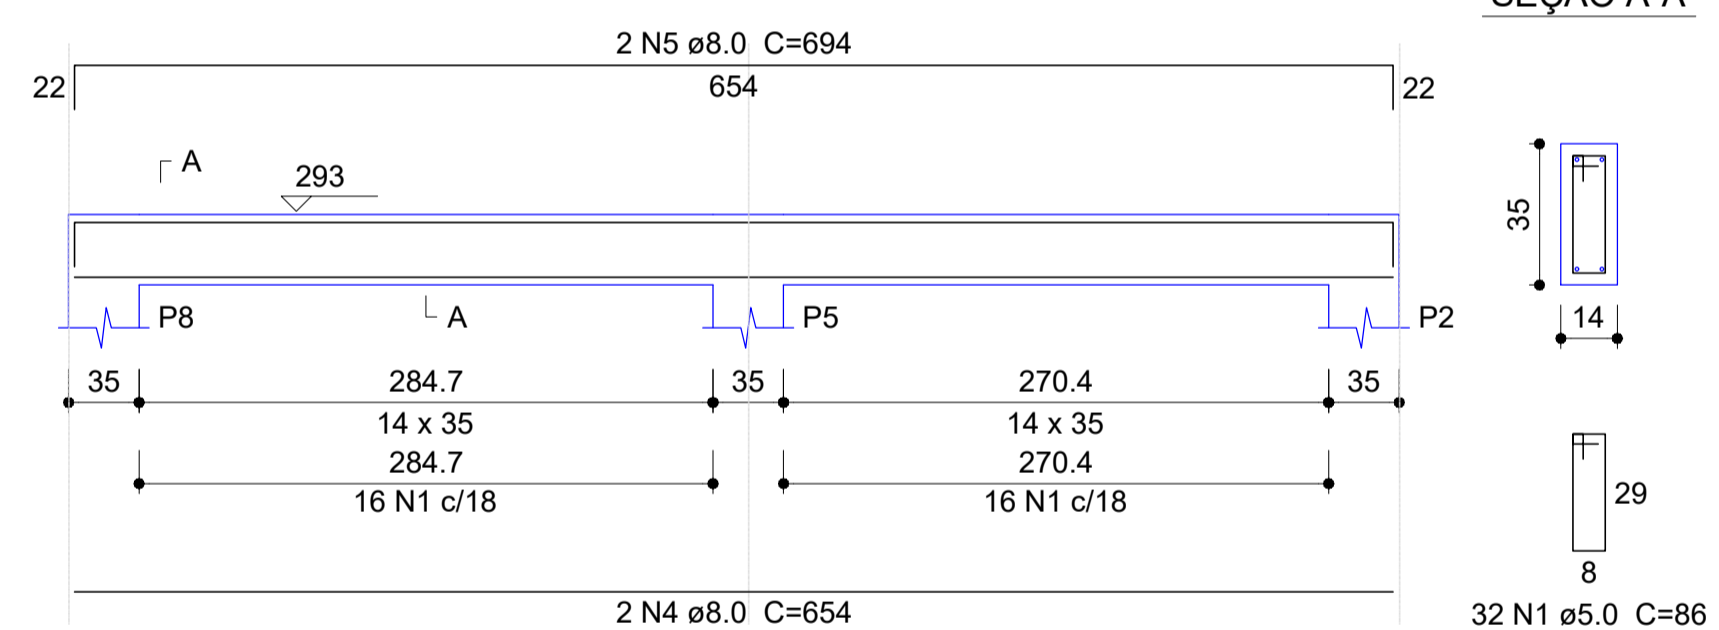 SEÇÃO A-A
2 N5 ø8.0 C=694
22
654
22
A
293
A
P8
P5
P2
35
284.7
35
270.4
35
14 x 35
14 x 35
284.7
270.4
16 N1 c/18
16 N1 c/18
2 N4 ø8.0 C=654
35
14
29
8
32 N1 ø5.0 C=86